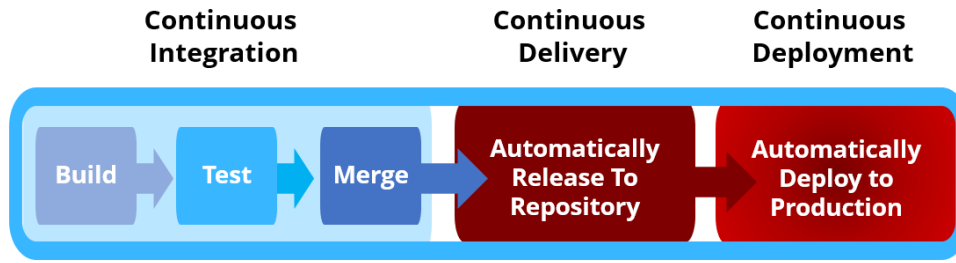 Continuous
Integration
Continuous
Delivery
Continuous
Deployment
Build
Test
Merge
Automatically
Release To
Repository
Automatically
Deploy to
Production